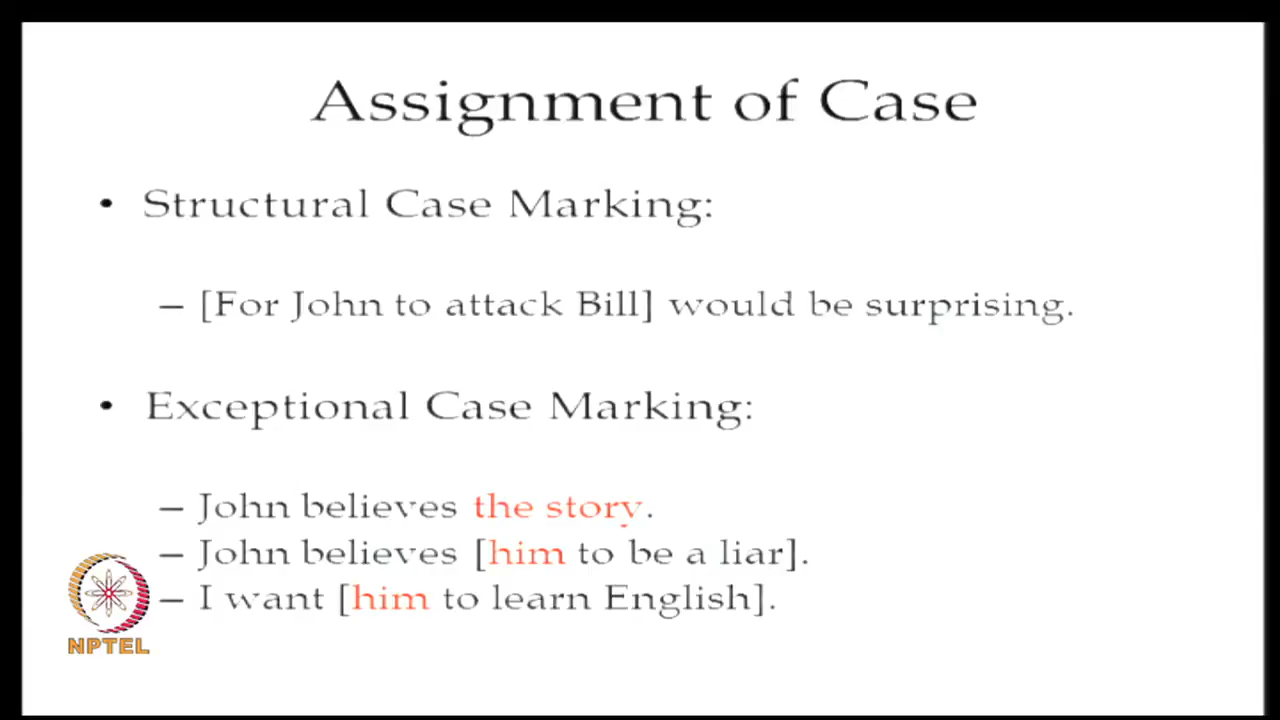 Assignment of Case
• Structural Case Marking:
– [For John to attack Bill] would be surprising.
• Exceptional Case Marking:
– John believes the story.
– John believes [him to be a liar].
– I want [him to learn English].
NPTEL